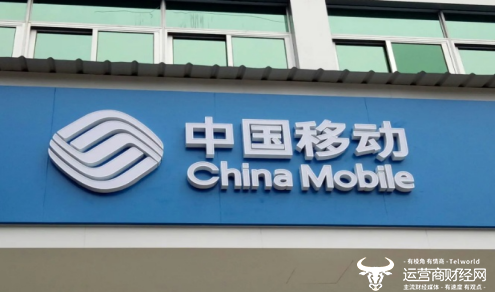 中国移动
China Mobile
·有棱角 有情商· Telworld
运营商财经网
主流财经媒体 ·有速度 有观点·